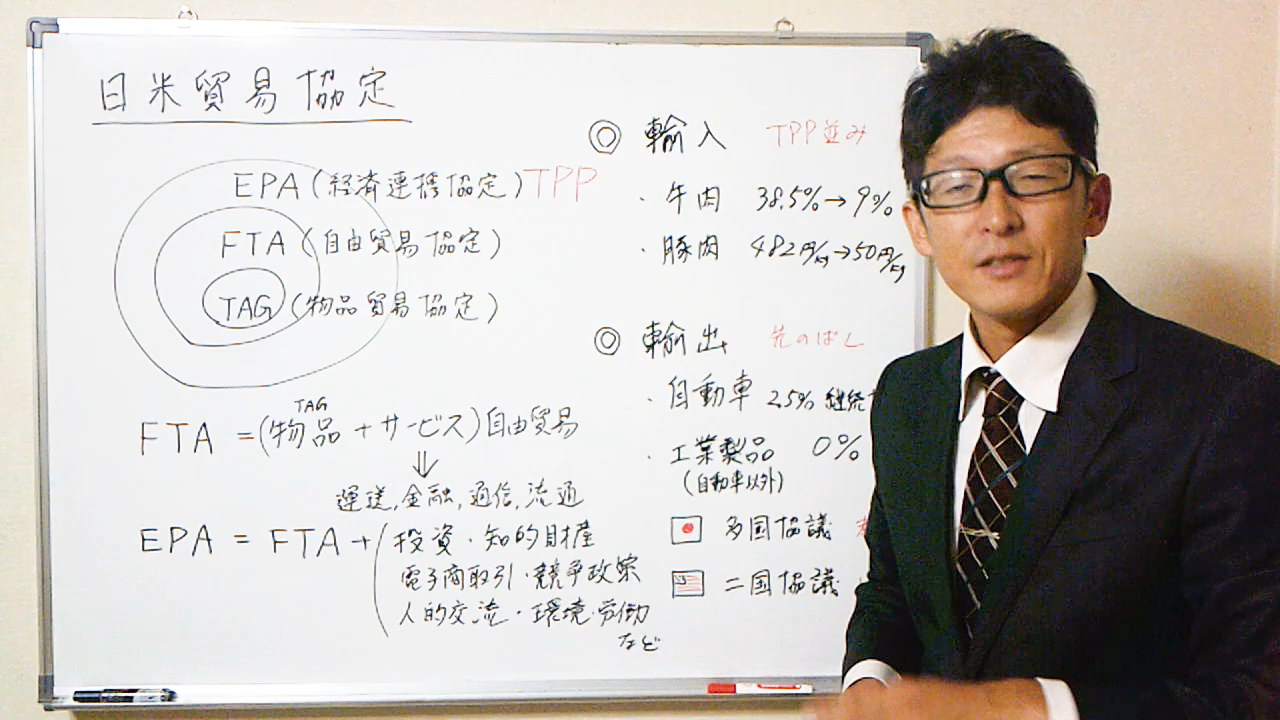 日米貿易協定
EPA(経済連携協定)TPP
FTA(自由貿易協定)
TAG(物品貿易協定)
TAG
FTA =(物品+サービス)自由貿易
⇓
運送,金融,通信,流通
EPA = FTA+(投資・知的財産
電子商取引・競争政策
人的交流・環境・労働
など
◎ 輸入 TPP並み
・牛肉 38.5%→9%
・豚肉 482円/kg→50円/kg
◎ 輸出 先のばし
・自動車 2.5% 継続
・工業製品 0%
(自動車以外)
多国協議
二国協議